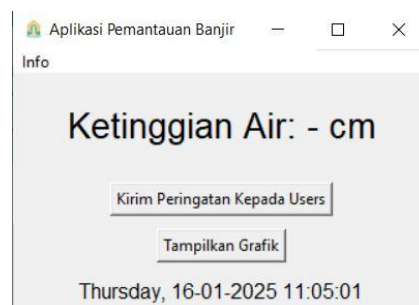 Aplikasi Pemantauan Banjir
Info
Ketinggian Air: - cm
Kirim Peringatan Kepada Users
Tampilkan Grafik
Thursday, 16-01-2025 11:05:01